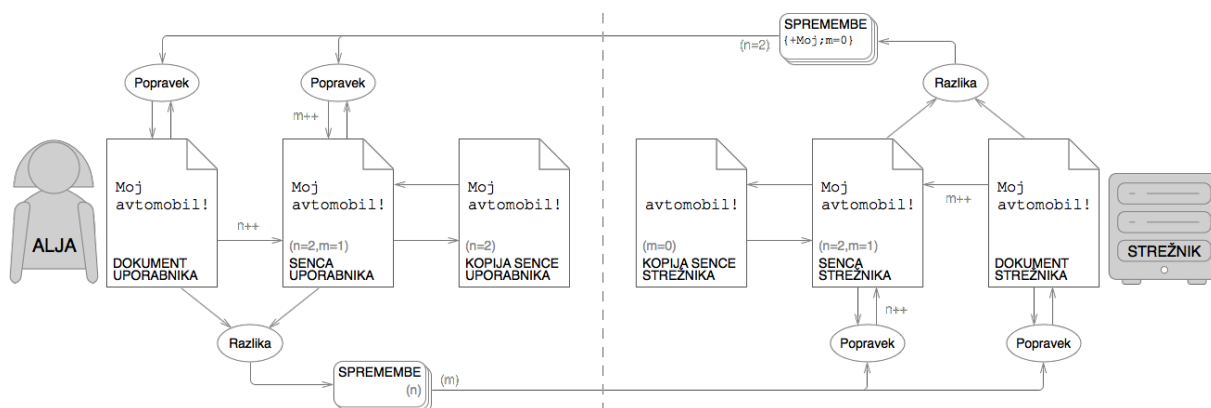 SPREMEMBE
{+Moj;m=0}
(n=2)
Popravek
Popravek
Razlika
m++
Moj
avtomobil!
Moj
avtomobil!
Moj
avtomobil!
avtomobil!
Moj
avtomobil!
Moj
avtomobil!
m++
n++
ALJA
(n=2,m=1)
(n=2)
(m=0)
(n=2,m=1)
STREŽNIK
DOKUMENT
UPORABNIKA
SENCA
UPORABNIKA
KOPIJA SENCE
UPORABNIKA
KOPIJA SENCE
STREŽNIKA
SENCA
STREŽNIKA
DOKUMENT
STREŽNIKA
n++
Razlika
Popravek
Popravek
SPREMEMBE
(n)
(m)